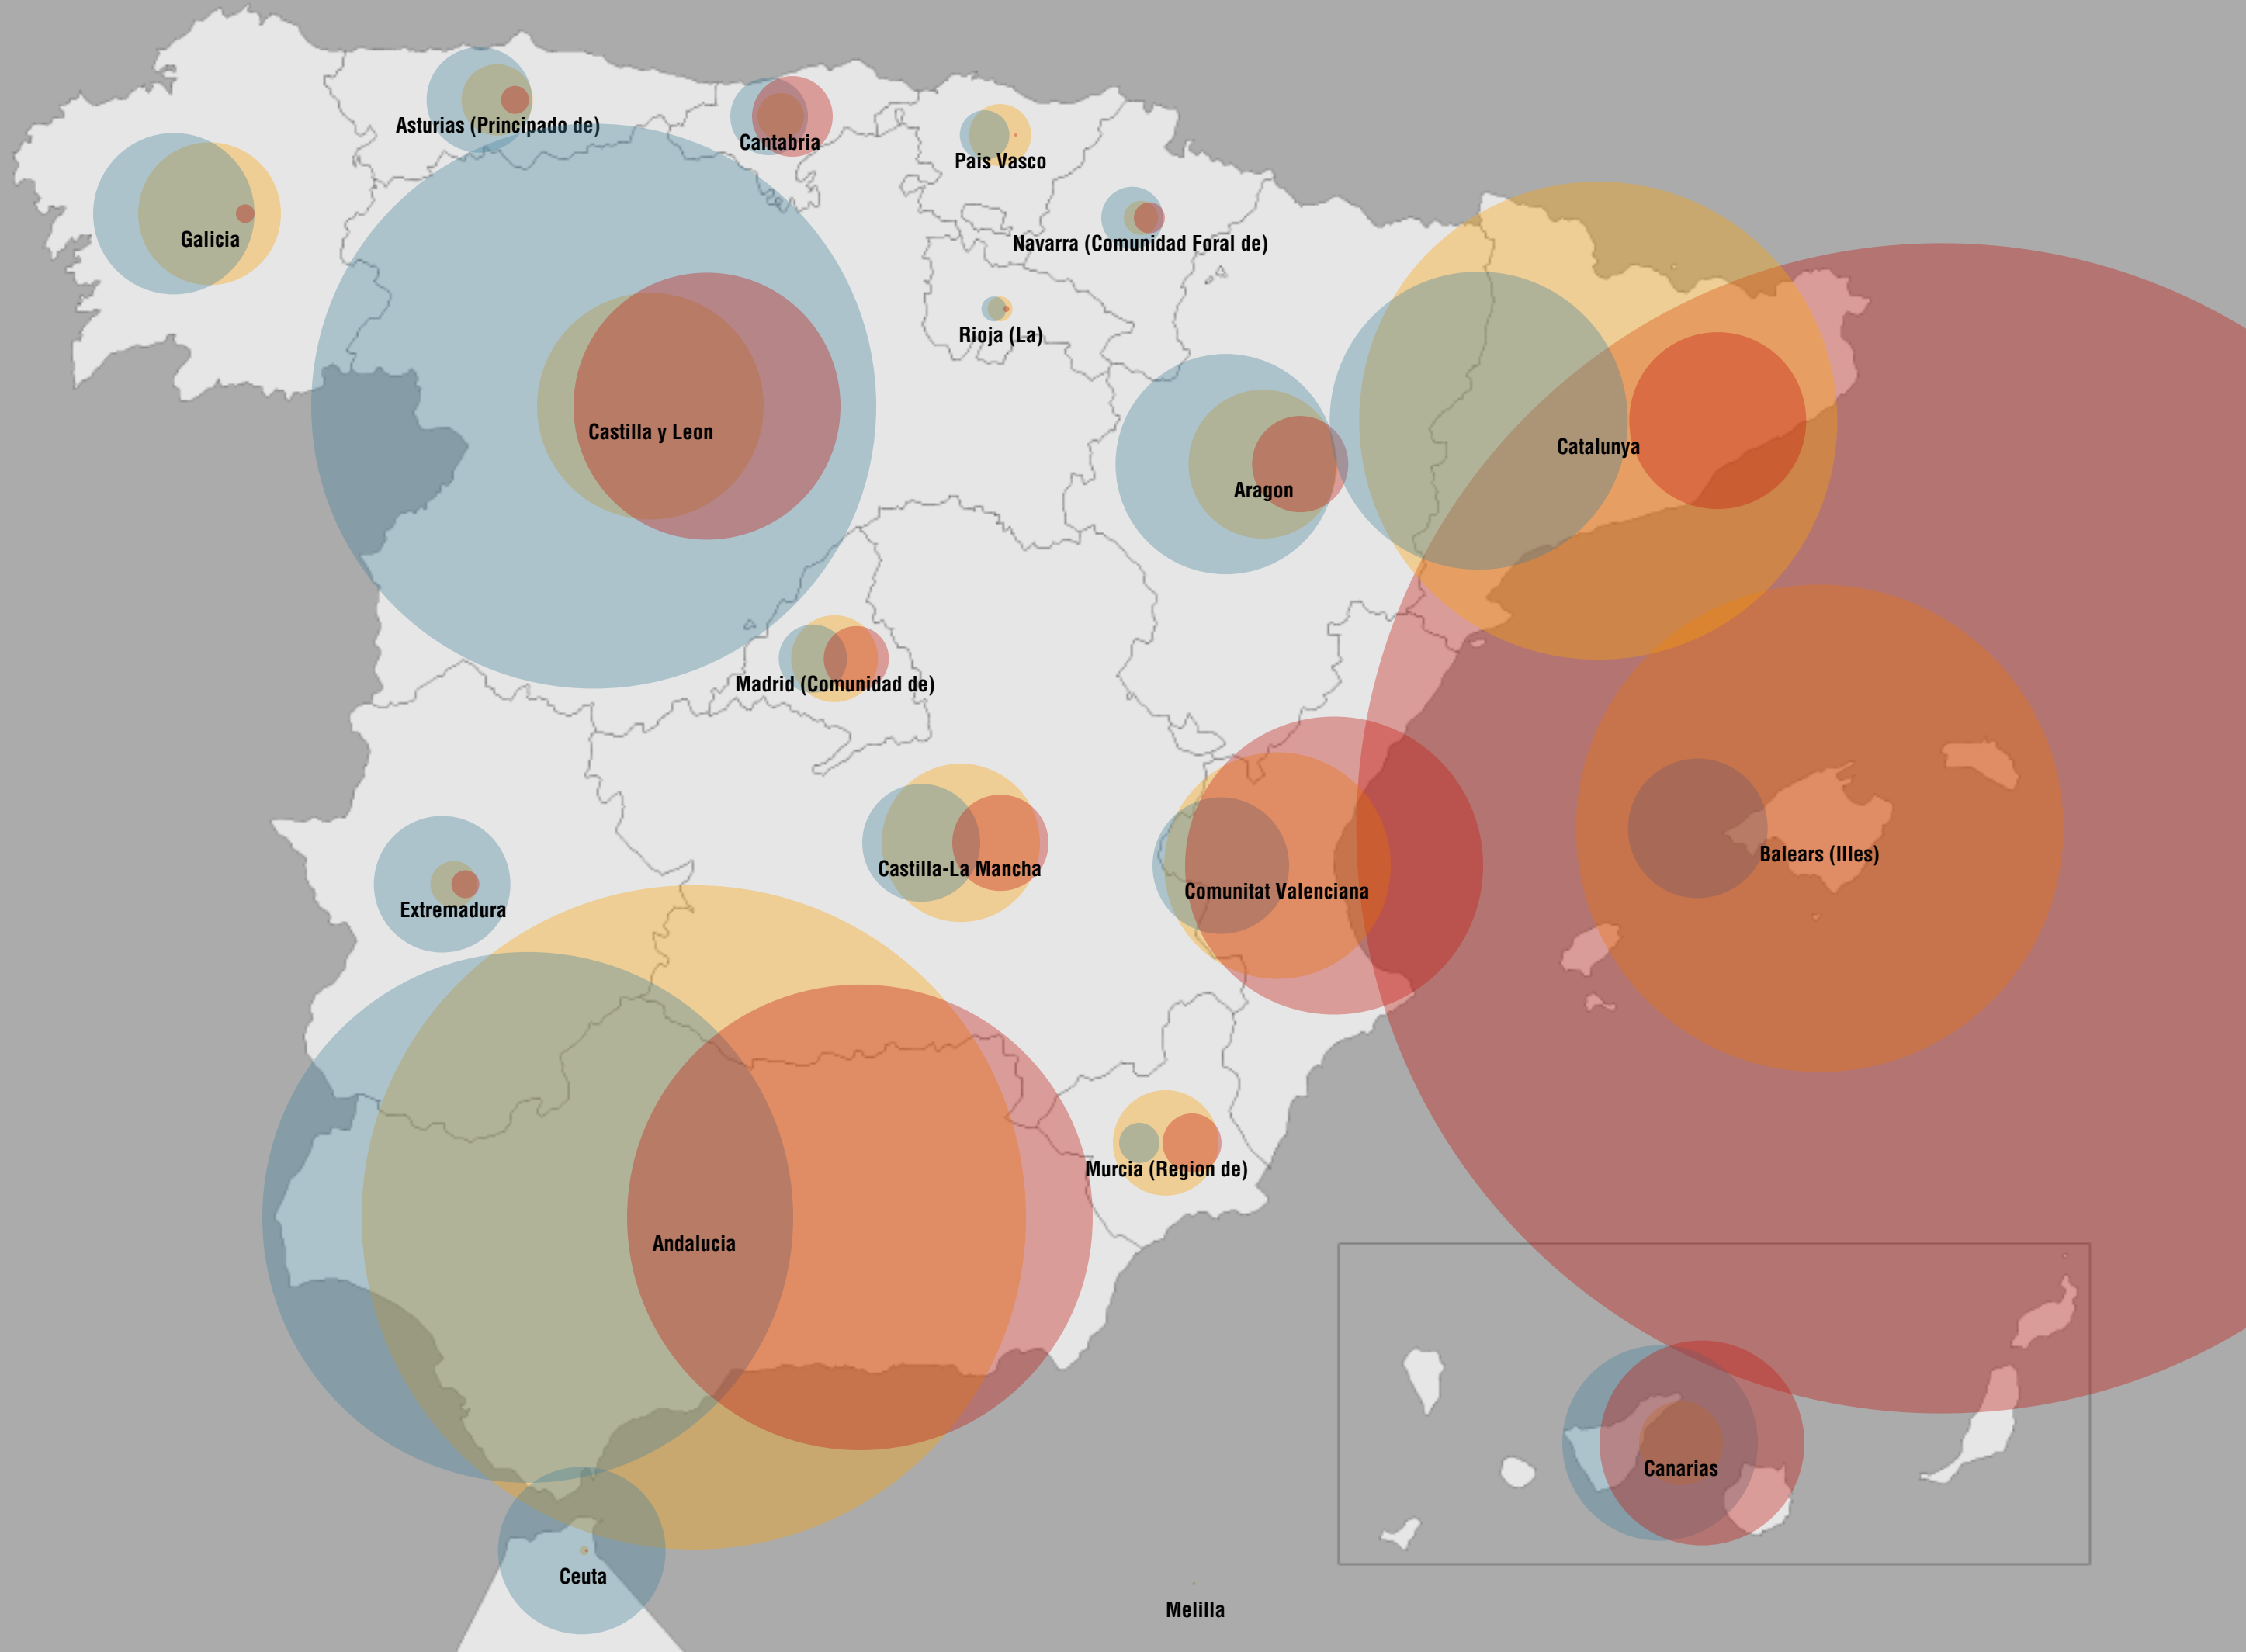 Asturias (Principado de)
Cantabria
Pais Vasco
Galicia
Navarra (Comunidad Foral de)
Rioja (La)
Castilla y Leon
Catalunya
Aragon
Madrid (Comunidad de)
Balears (Illes)
Castilla-La Mancha
Comunitat Valenciana
Extremadura
Murcia (Region de)
Andalucia
Canarias
Ceuta
Melilla